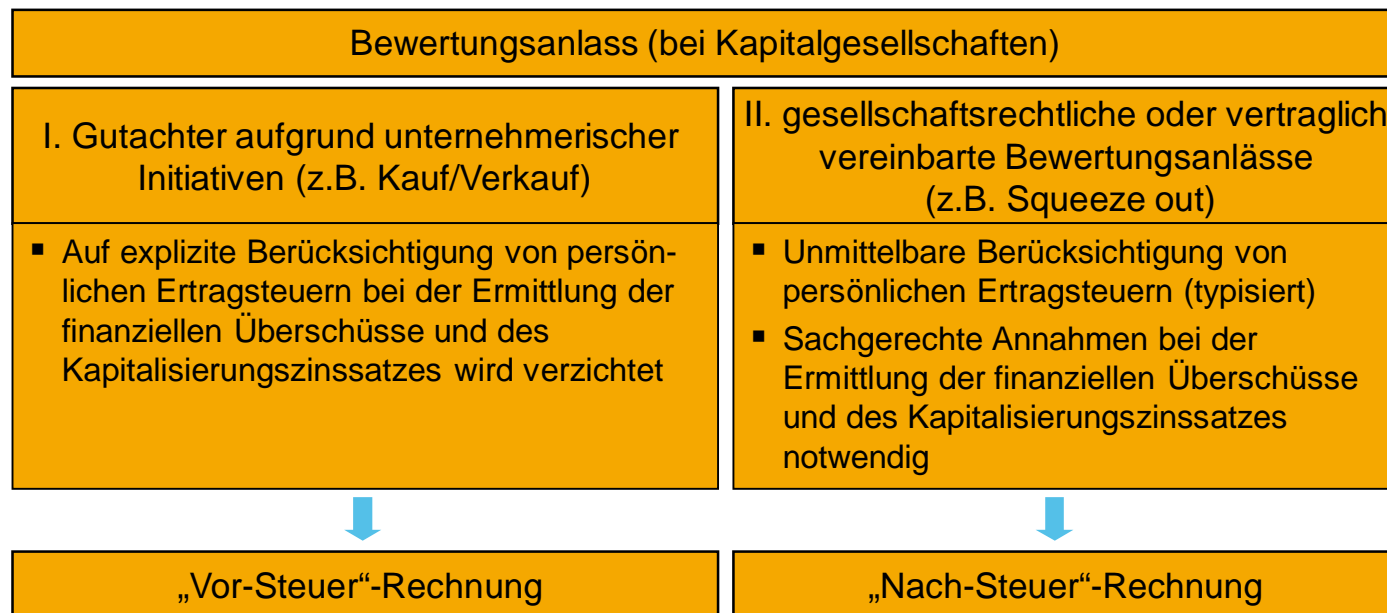 Bewertungsanlass (bei Kapitalgesellschaften)
I. Gutachter aufgrund unternehmerischer
Initiativen (z.B. Kauf/Verkauf)
▪ Auf explizite Berücksichtigung von persön-
lichen Ertragsteuern bei der Ermittlung der
finanziellen Überschüsse und des
Kapitalisierungszinssatzes wird verzichtet
„Vor-Steuer“-Rechnung
II. gesellschaftsrechtliche oder vertraglich
vereinbarte Bewertungsanlässe
(z.B. Squeeze out)
▪ Unmittelbare Berücksichtigung von
persönlichen Ertragsteuern (typisiert)
▪ Sachgerechte Annahmen bei der
Ermittlung der finanziellen Überschüsse
und des Kapitalisierungszinssatzes
notwendig
„Nach-Steuer“-Rechnung